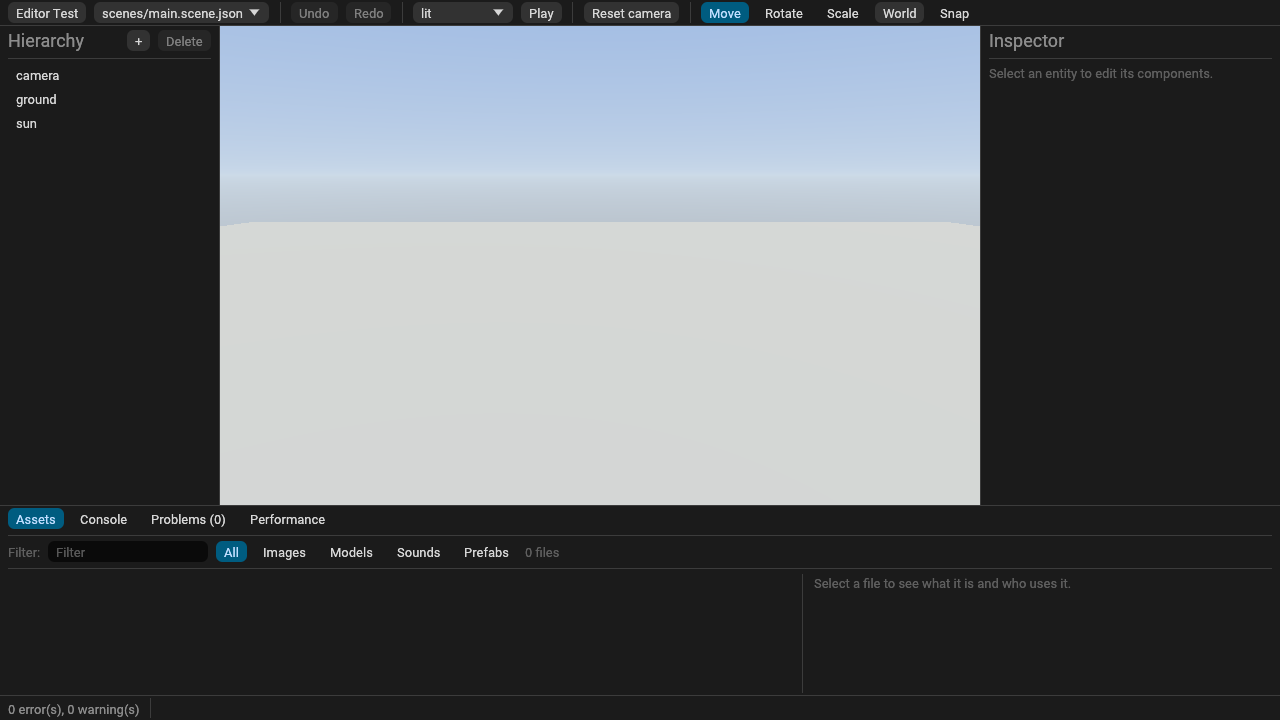 Editor Test scenes/main.scene.json Undo Redo lit Play Reset camera Move Rotate Scale World Snap
Hierarchy + Delete
camera
ground
sun
Inspector
Select an entity to edit its components.
Assets Console Problems (0) Performance
Filter: Filter All Images Models Sounds Prefabs 0 files
Select a file to see what it is and who uses it.
0 error(s), 0 warning(s)